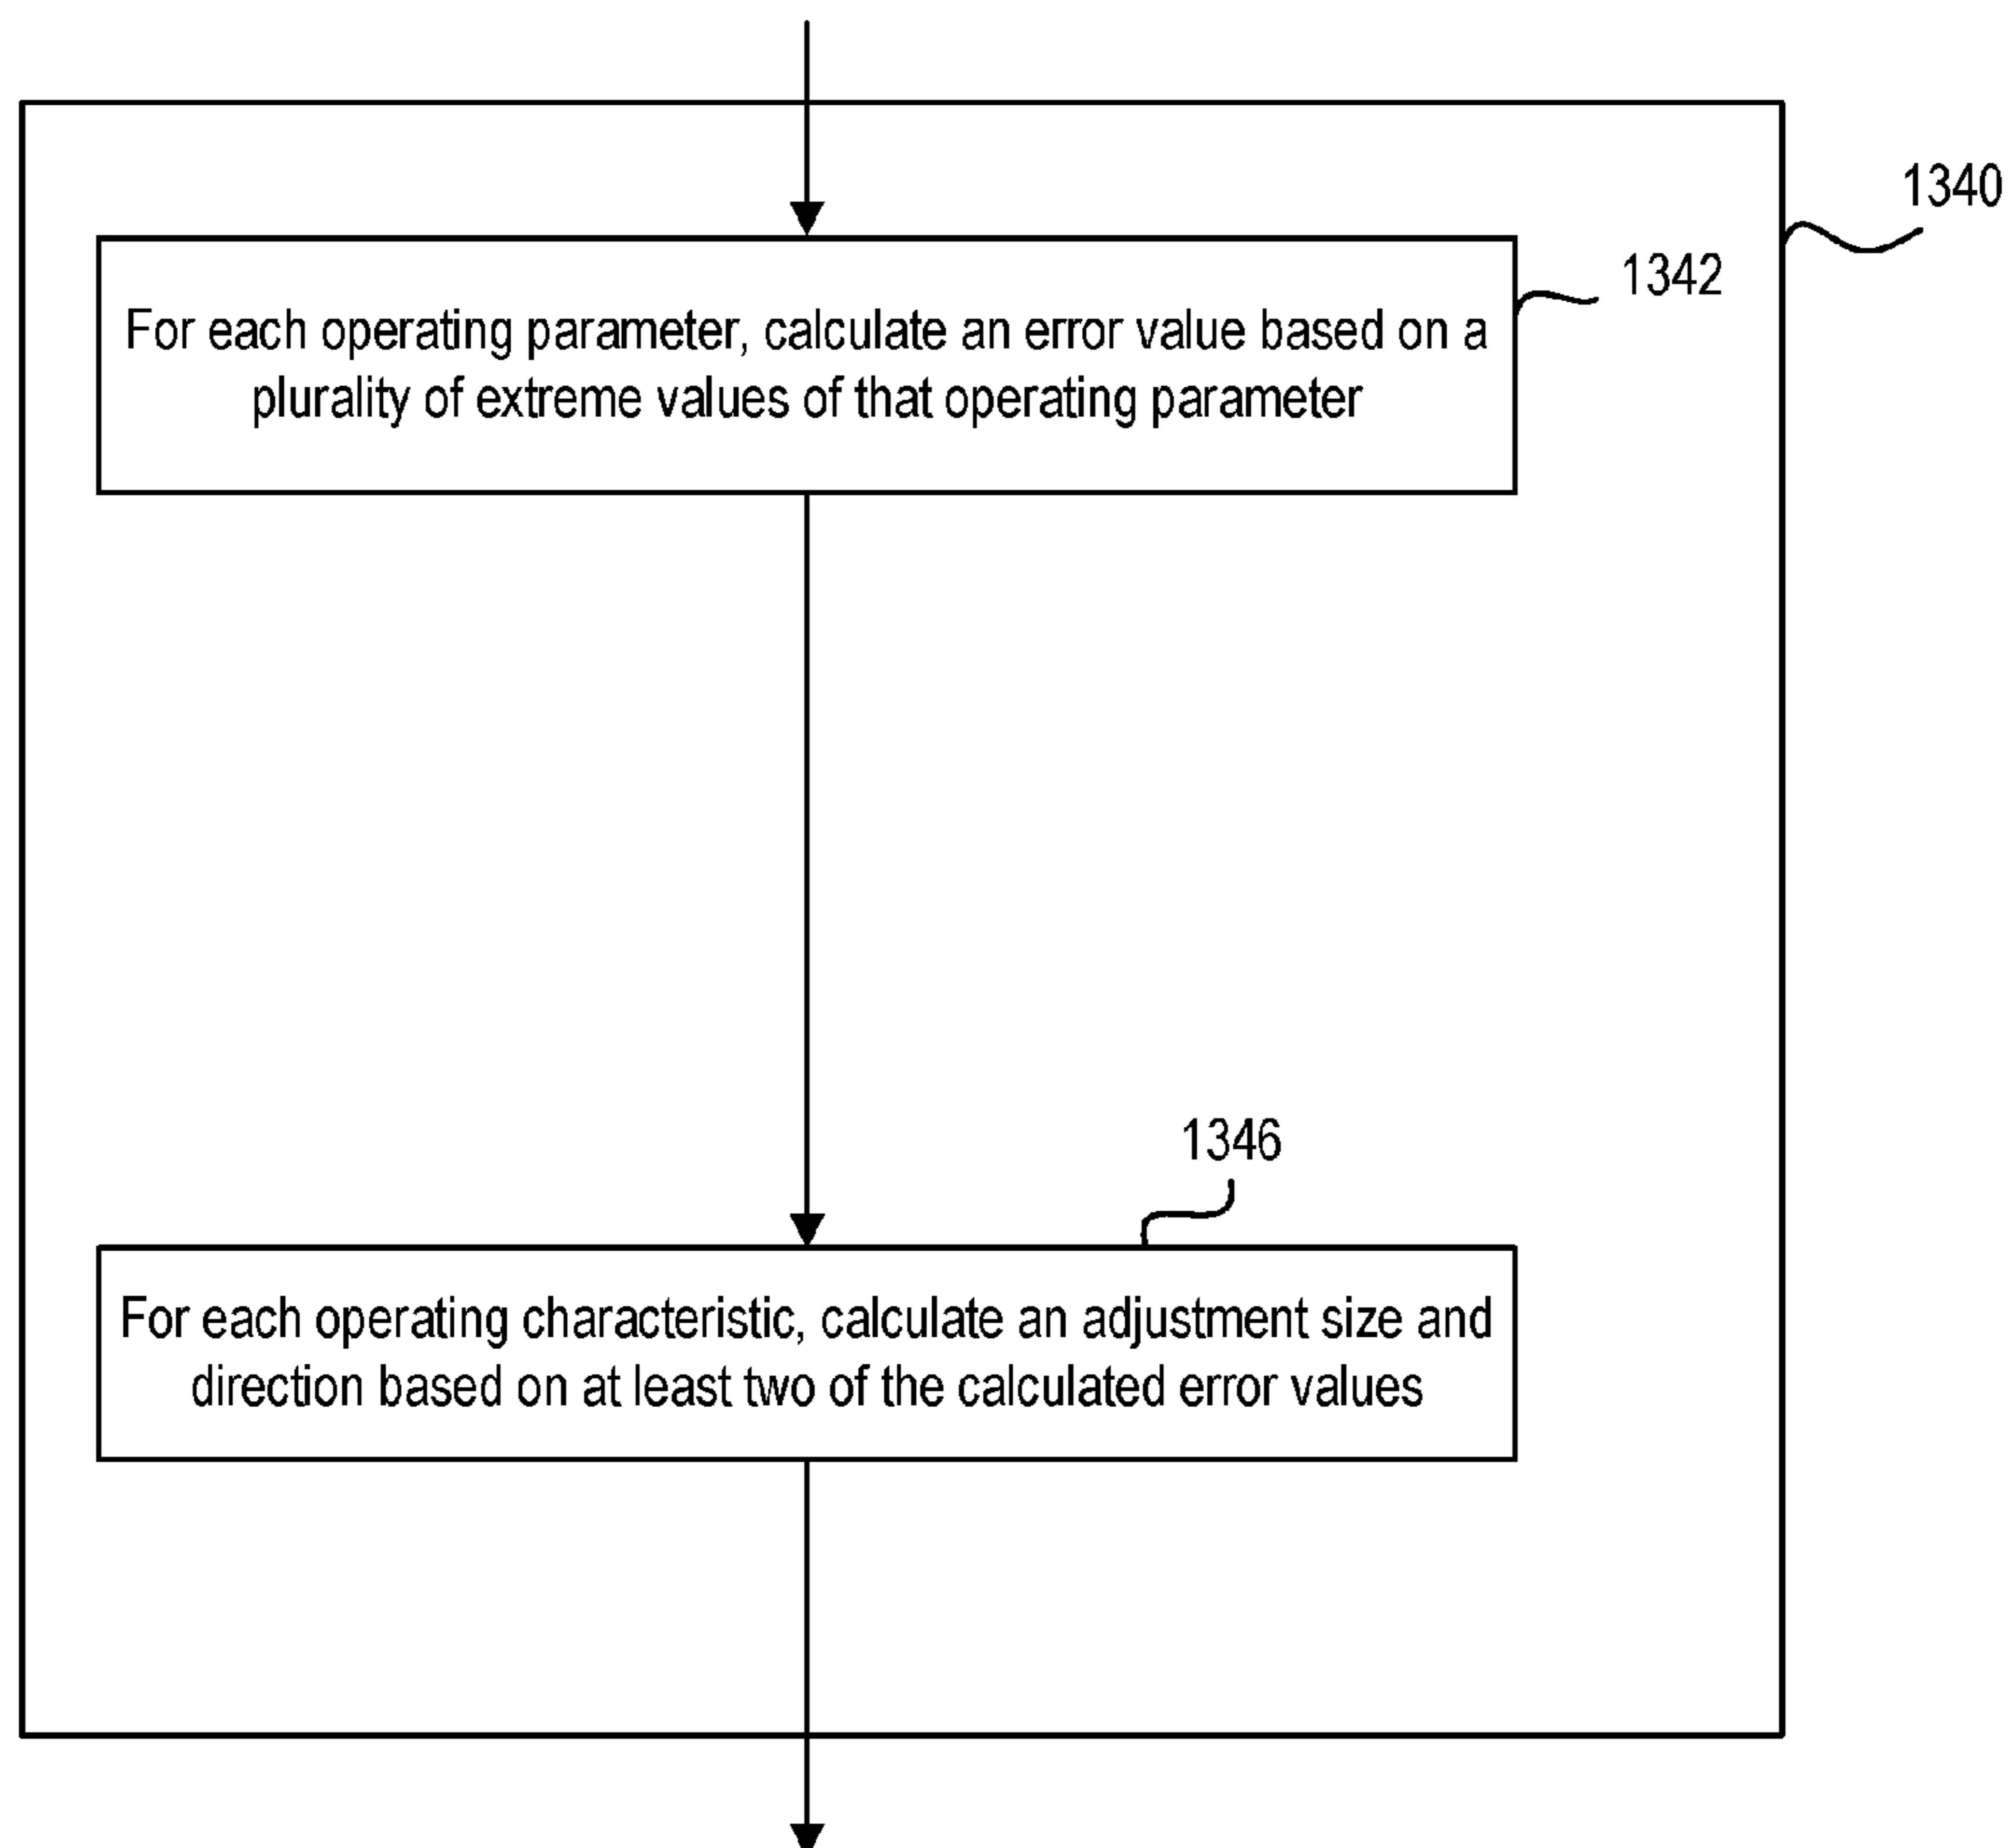 1340
1342
For each operating parameter, calculate an error value based on a
plurality of extreme values of that operating parameter
1346
For each operating characteristic, calculate an adjustment size and
direction based on at least two of the calculated error values